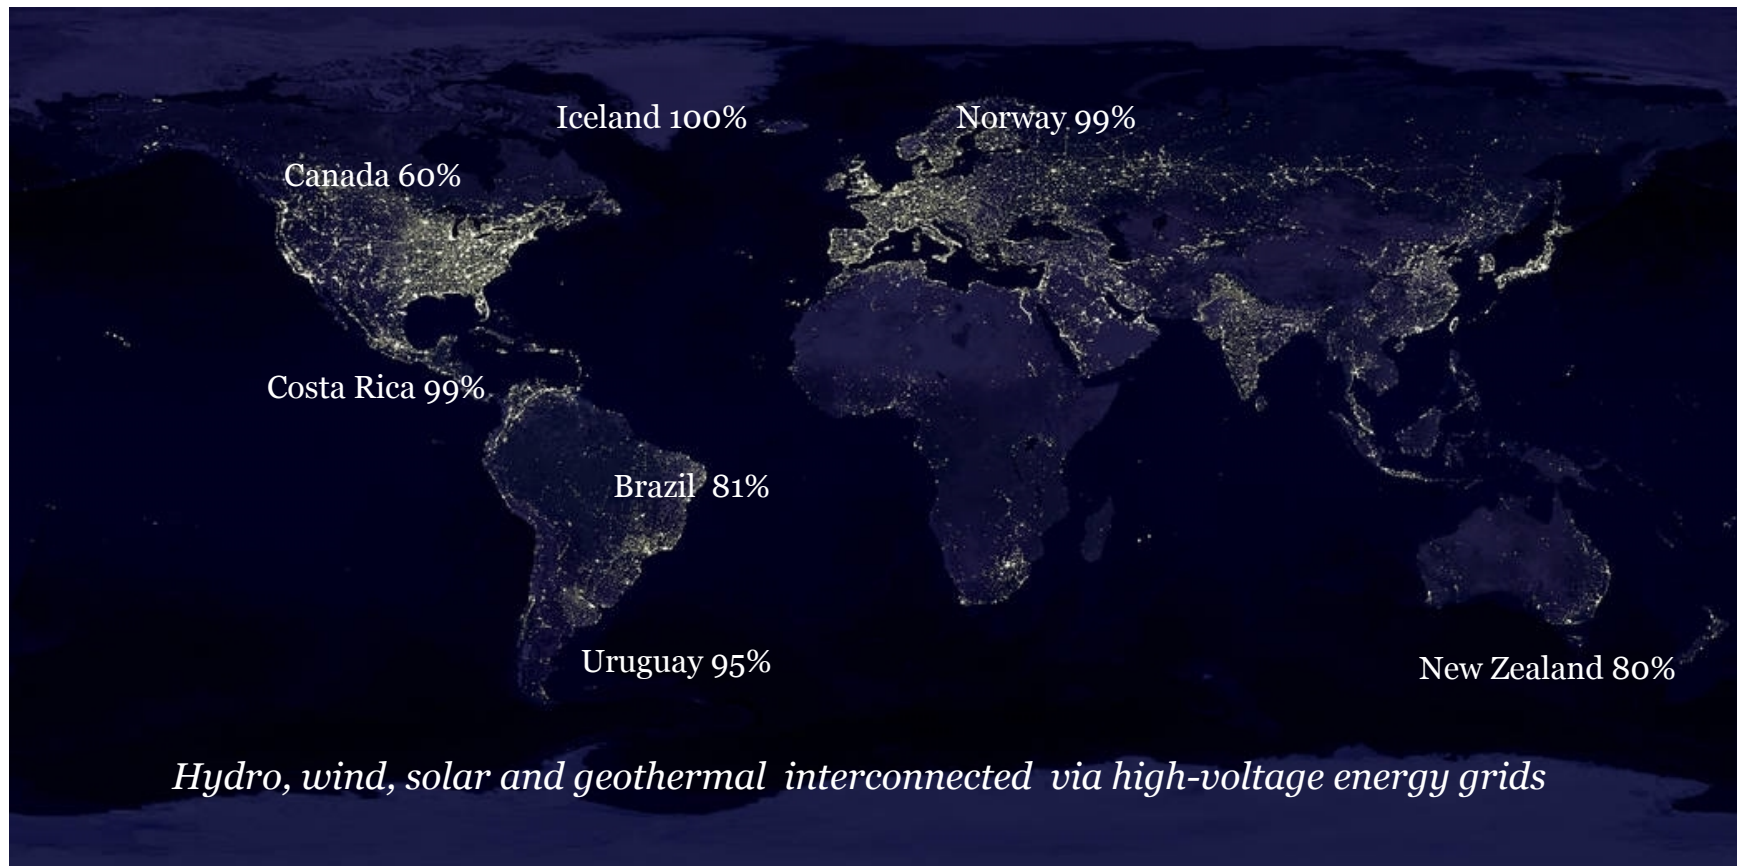 Iceland 100%
Norway 99%
Canada 60%
Costa Rica 99%
Brazil 81%
Uruguay 95%
New Zealand 80%
Hydro, wind, solar and geothermal interconnected via high-voltage energy grids